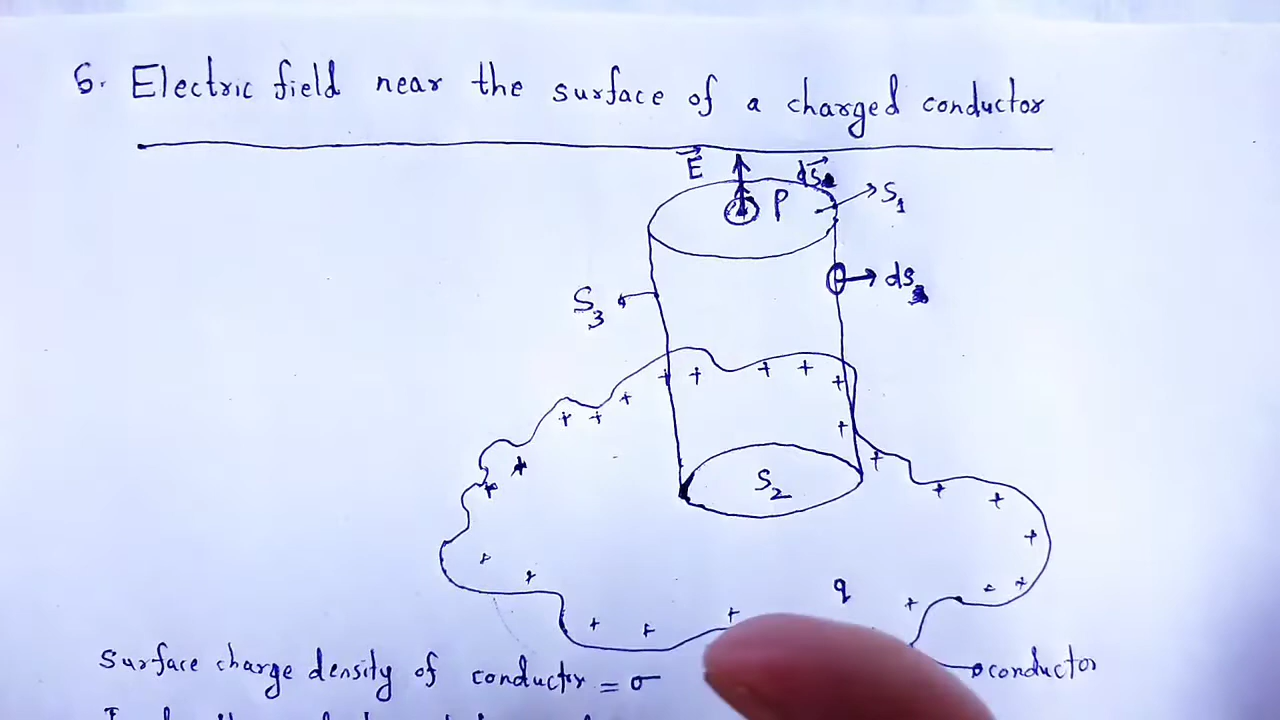 6. Electric field near the surface of a charged conductor
E ds
P S1
ds
S3
S2
q
conductor
Surface charge density of conductor = σ